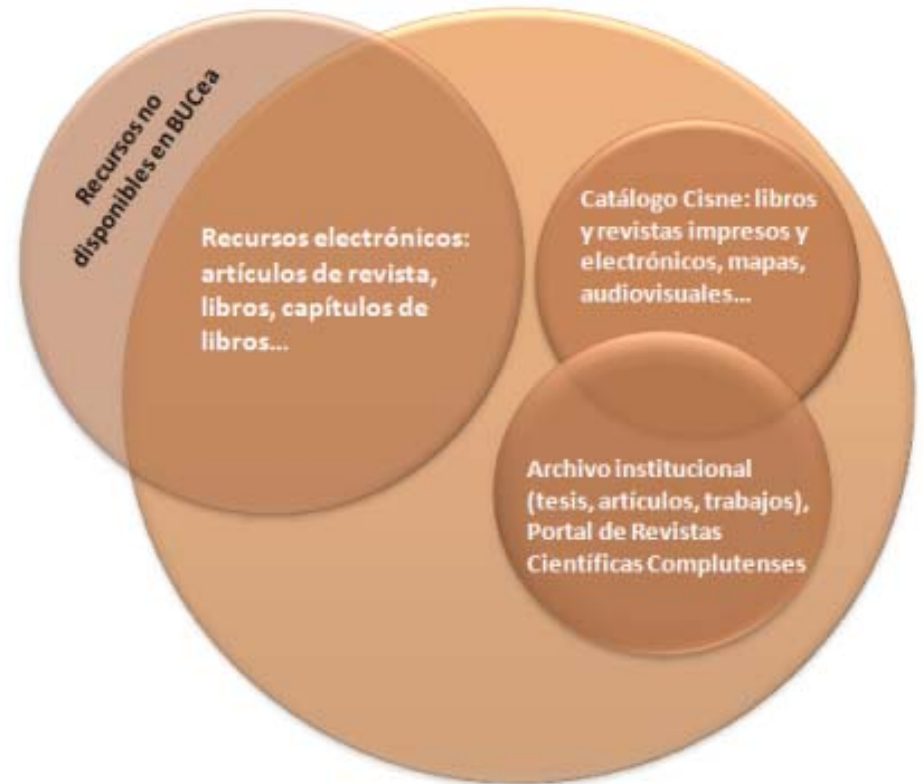 Recursos no
disponibles en BUCea
Recursos electrónicos:
artículos de revista,
libros, capítulos de
libros...
Catálogo Cisne: libros
y revistas impresos y
electrónicos, mapas,
audiovisuales...
Archivo institucional
(tesis, artículos, trabajos),
Portal de Revistas
Científicas Complutenses